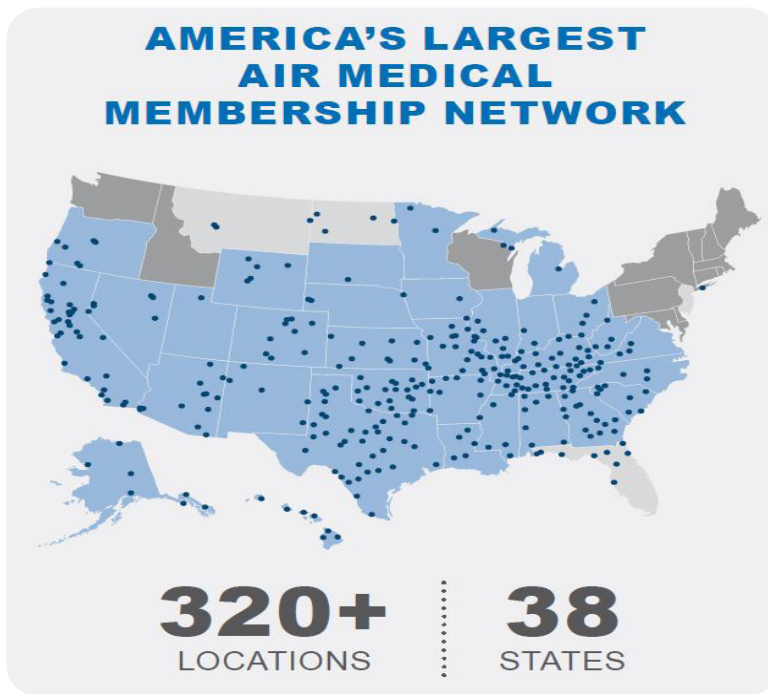 AMERICA'S LARGEST
AIR MEDICAL
MEMBERSHIP NETWORK
320+
LOCATIONS
38
STATES